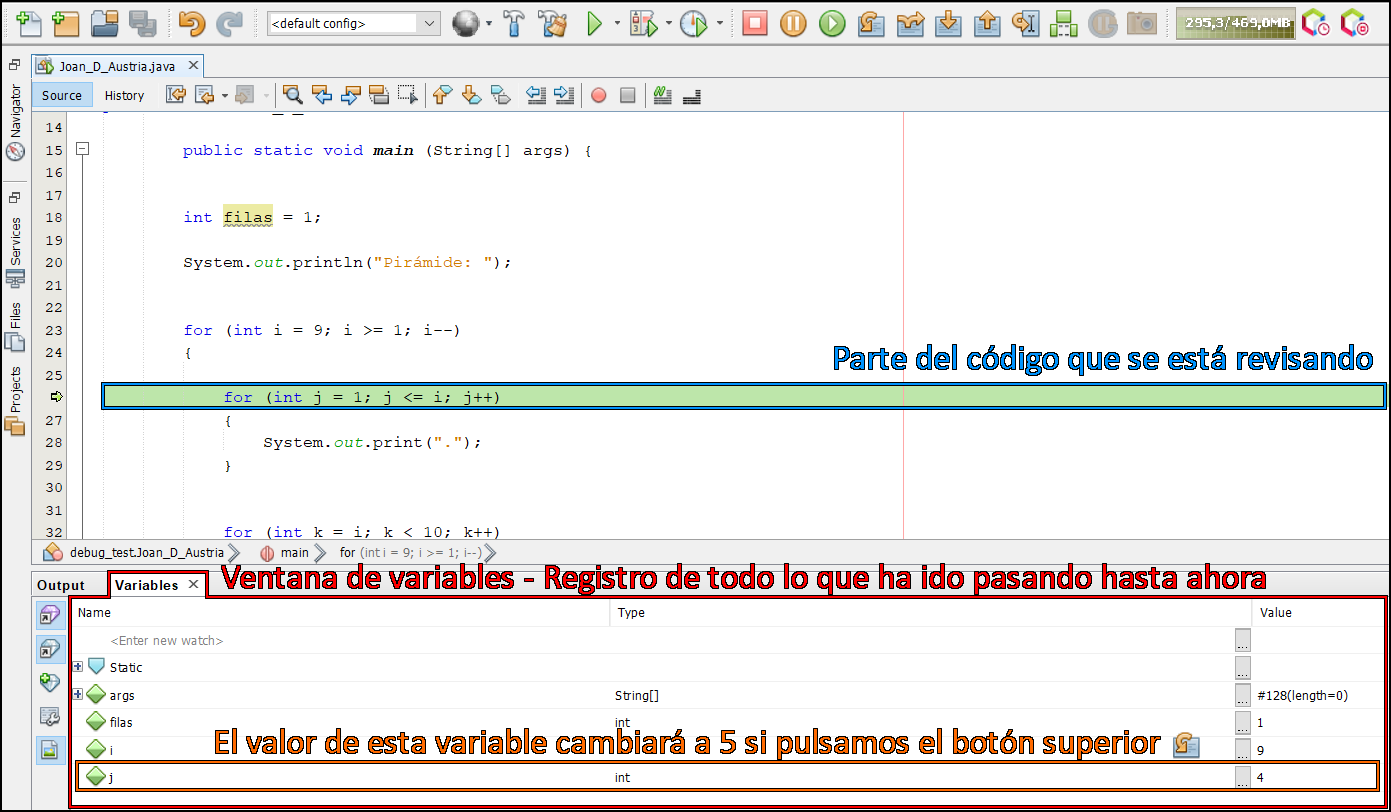 <default config>
295,3/469,0MB
Joan_D_Austria.java
Source History
Navigator
Services
Files
Projects
14
15 public static void main (String[] args) {
16
17
18 int filas = 1;
19
20 System.out.println("Pirámide: ");
21
22
23 for (int i = 9; i >= 1; i--)
24 {
Parte del código que se está revisando
25
for (int j = 1; j <= i; j++)
27 {
28 System.out.print(".");
29 }
30
31
32 for (int k = i; k < 10; k++)
debug_test.Joan_D_Austria main for (int i = 9; i >= 1; i--)
Output Variables Ventana de variables - Registro de todo lo que ha ido pasando hasta ahora
Name Type Value
<Enter new watch> ...
Static ...
args String[] ... #128(length=0)
filas int ... 1
El valor de esta variable cambiará a 5 si pulsamos el botón superior
i ... 9
j int ... 4